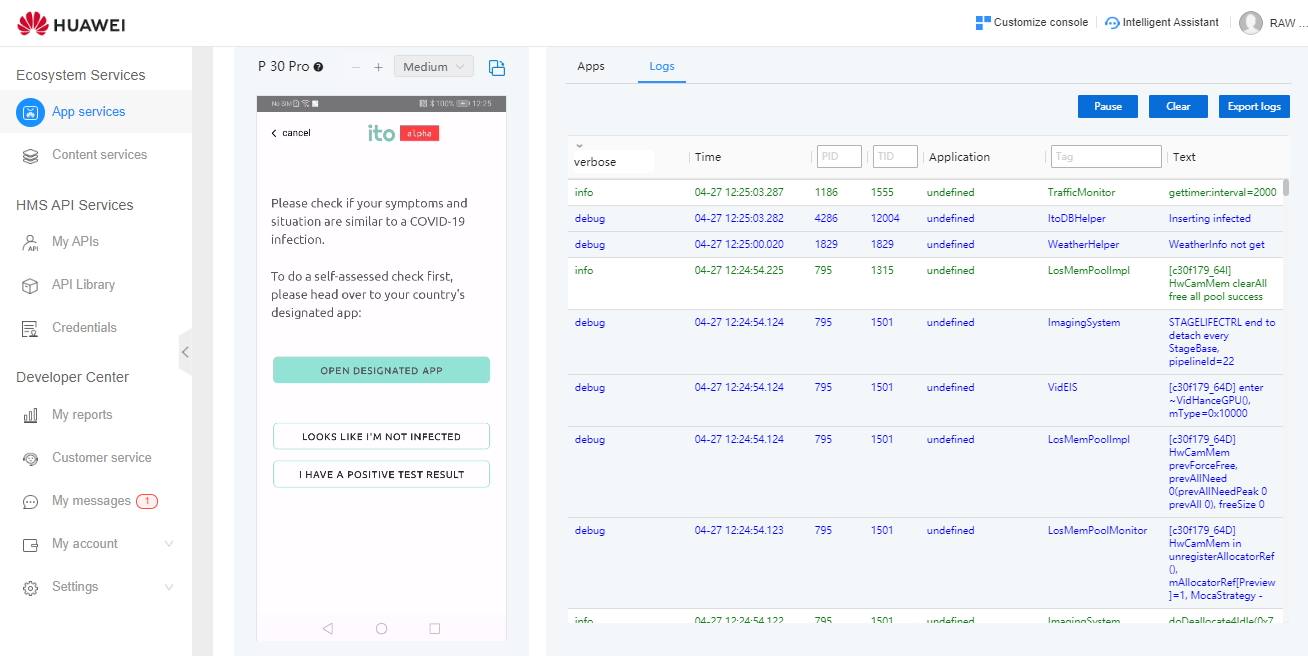 HUAWEI
Customize console
Intelligent Assistant
RAW ...
Ecosystem Services
App services
Content services
HMS API Services
My APIs
API Library
Credentials
Developer Center
My reports
Customer service
My messages 1
My account
Settings
P 30 Pro ?
− + Medium
No SIM 100% 12:25
cancel
ito alpha
Please check if your symptoms and
situation are similar to a COVID-19
infection.
To do a self-assessed check first,
please head over to your country's
designated app:
OPEN DESIGNATED APP
LOOKS LIKE I'M NOT INFECTED
I HAVE A POSITIVE TEST RESULT
Apps Logs
Pause Clear Export logs
verbose Time PID TID Application Tag Text
info 04-27 12:25:03.287 1186 1555 undefined TrafficMonitor gettimer:interval=2000
debug 04-27 12:25:03.282 4286 12004 undefined ItoDBHelper Inserting infected
debug 04-27 12:25:00.020 1829 1829 undefined WeatherHelper WeatherInfo not get
info 04-27 12:24:54.225 795 1315 undefined LosMemPoolImpl [c30f179_64I]
HwCamMem clearAll
free all pool success
debug 04-27 12:24:54.124 795 1501 undefined ImagingSystem STAGELIFECTRL end to
detach every
StageBase,
pipelineId=22
debug 04-27 12:24:54.124 795 1501 undefined VidEIS [c30f179_64D] enter
~VidHanceGPU(),
mType=0x10000
debug 04-27 12:24:54.124 795 1501 undefined LosMemPoolImpl [c30f179_64D]
HwCamMem
prevForceFree,
prevAllNeed
0(prevAllNeedPeak 0
prevAll 0), freeSize 0
debug 04-27 12:24:54.123 795 1501 undefined LosMemPoolMonitor [c30f179_64D]
HwCamMem in
unregisterAllocatorRef
(),
mAllocatorRef[Preview
]=1, MocaStrategy -
info 04-27 12:24:54.122 795 1501 undefined ImagingSystem doDeallocate4Idle(0x7